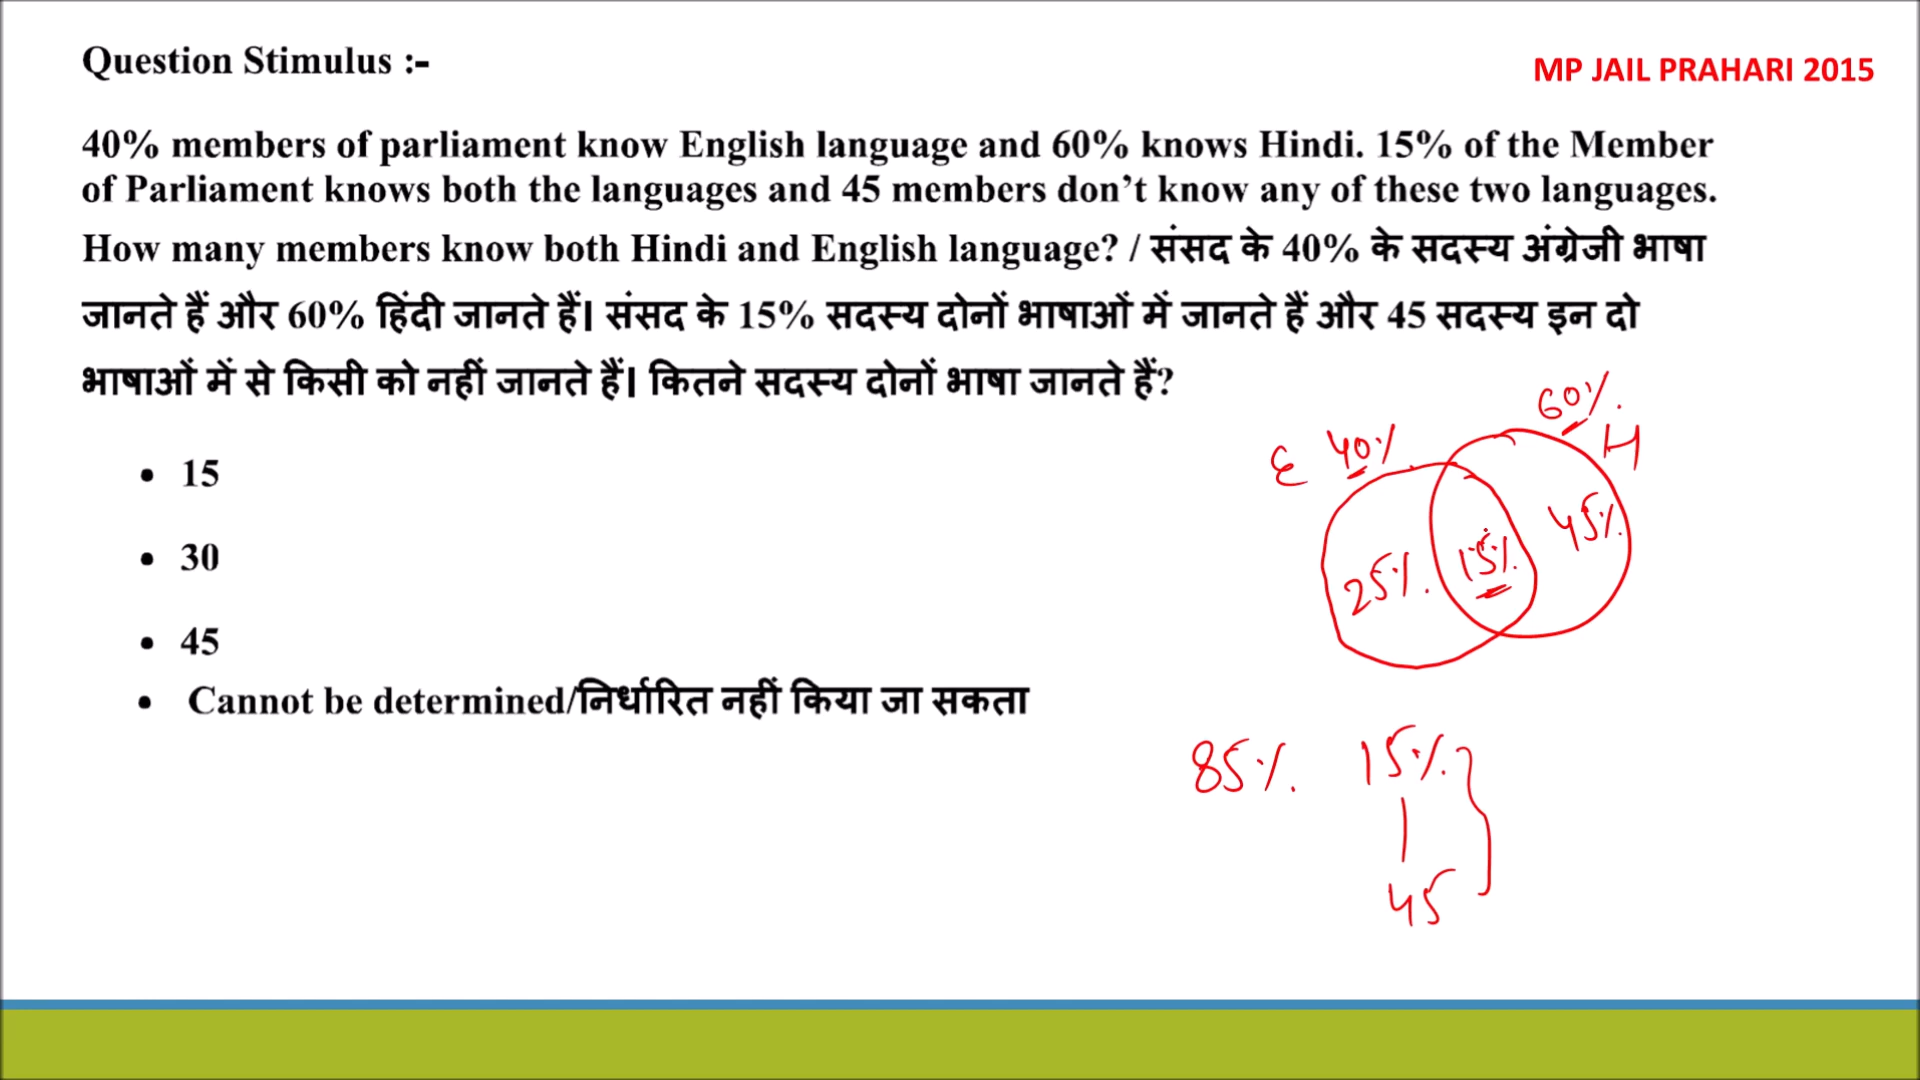 Question Stimulus :-
MP JAIL PRAHARI 2015
40% members of parliament know English language and 60% knows Hindi. 15% of the Member
of Parliament knows both the languages and 45 members don’t know any of these two languages.
How many members know both Hindi and English language? / संसद के 40% के सदस्य अंग्रेजी भाषा
जानते हैं और 60% हिंदी जानते हैं। संसद के 15% सदस्य दोनों भाषाओं में जानते हैं और 45 सदस्य इन दो
भाषाओं में से किसी को नहीं जानते हैं। कितने सदस्य दोनों भाषा जानते हैं?
60%
E 40% H
• 15
45%
25% 15%
• 30
• 45
• Cannot be determined/निर्धारित नहीं किया जा सकता
85% 15%
45